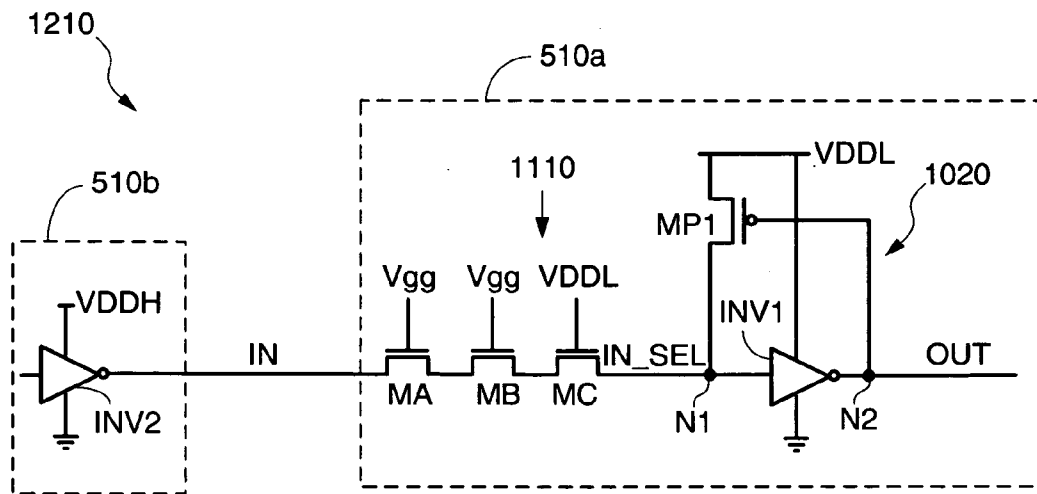 1210
510a
510b
1110
VDDL
1020
MP1
Vgg
Vgg
VDDL
VDDH
INV1
IN
IN_SEL
OUT
MA
MB
MC
N1
N2
INV2